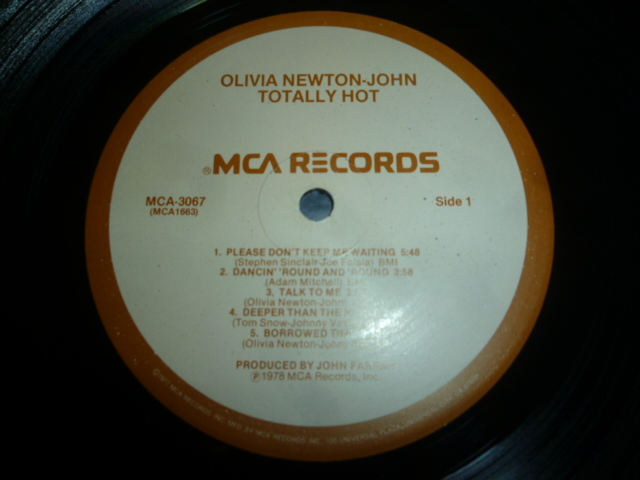 OLIVIA NEWTON-JOHN
TOTALLY HOT
®MCA RECORDS
MCA-3067
(MCA1663)
Side 1
1. PLEASE DON'T KEEP ME WAITING 5:48
(Stephen Sinclair-Joe Falsia) BMI
2. DANCIN' 'ROUND AND 'ROUND 3:58
(Adam Mitchell) BMI
3. TALK TO ME
(Olivia Newton-John
4. DEEPER THAN THE
(Tom Snow-Johnny
5. BORROWED
(Olivia Newton-John)
PRODUCED BY JOHN
℗1978 MCA Records, Inc.